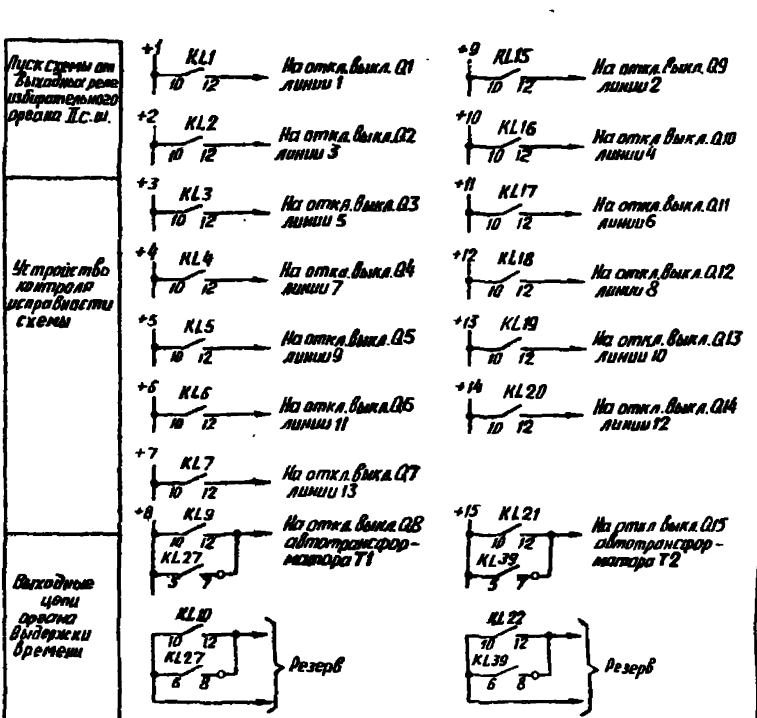 Пуск схемы от
выходных реле
избирательного
органа II с.ш.
Устройство
контроля
исправности
схемы
Выходные
цепи
органа
выдержки
времени
+1
KL1
10 12
На откл. выкл. Q1
линии 1
+2
KL2
10 12
На откл. выкл. Q2
линии 3
+3
KL3
10 12
На откл. выкл. Q3
линии 5
+4
KL4
10 12
На откл. выкл. Q4
линии 7
+5
KL5
10 12
На откл. выкл. Q5
линии 9
+6
KL6
10 12
На откл. выкл. Q6
линии 11
+7
KL7
10 12
На откл. выкл. Q7
линии 13
+8
KL9
10 12
KL27
5 7
На откл. выкл. Q8
автотрансфор-
матора Т1
KL10
10 12
KL27
6 8
Резерв
+9
KL15
10 12
На откл. выкл. Q9
линии 2
+10
KL16
10 12
На откл. выкл. Q10
линии 4
+11
KL17
10 12
На откл. выкл. Q11
линии 6
+12
KL18
10 12
На откл. выкл. Q12
линии 8
+13
KL19
10 12
На откл. выкл. Q13
линии 10
+14
KL20
10 12
На откл. выкл. Q14
линии 12
+15
KL21
10 12
KL39
5 7
На откл выкл. Q15
автотрансфор-
матора Т2
KL22
10 12
KL39
6 8
Резерв